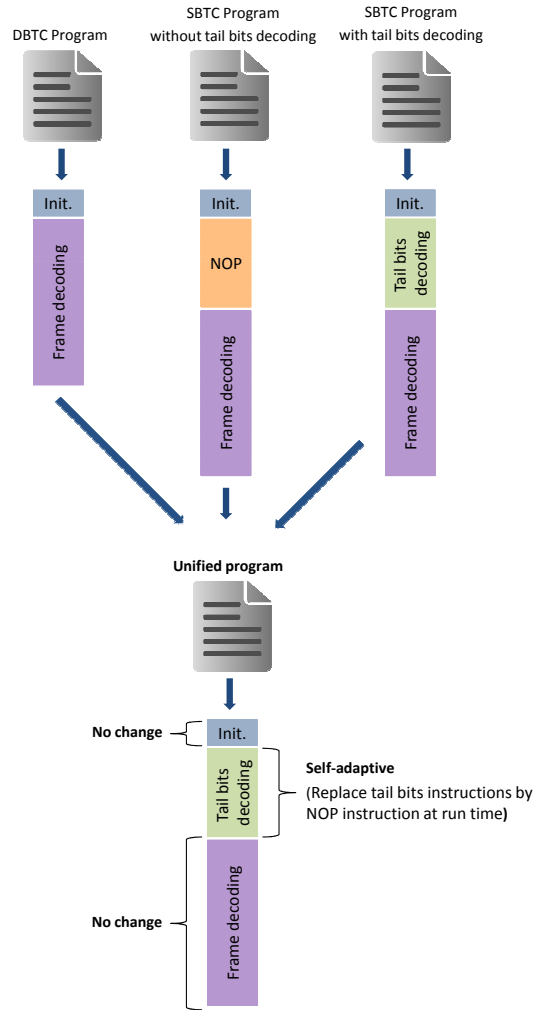 DBTC Program
SBTC Program
without tail bits decoding
SBTC Program
with tail bits decoding
Init.
Frame decoding
Init.
NOP
Frame decoding
Init.
Tail bits
decoding
Frame decoding
Unified program
No change
Init.
Tail bits
decoding
Self-adaptive
(Replace tail bits instructions by
NOP instruction at run time)
No change
Frame decoding